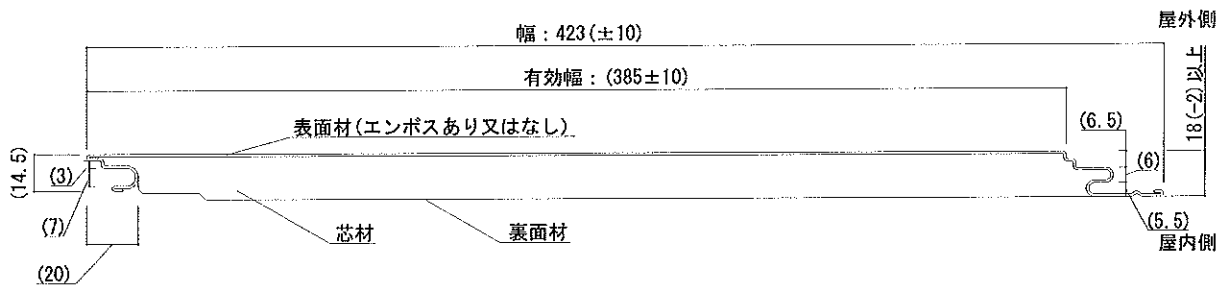 屋外側
幅：423(±10)
有効幅：(385±10)
18(-2)以上
表面材(エンボスあり又はなし)
(6.5)
(14.5)
(3)
(6)
(7)
芯材
裏面材
(5.5)
屋内側
(20)